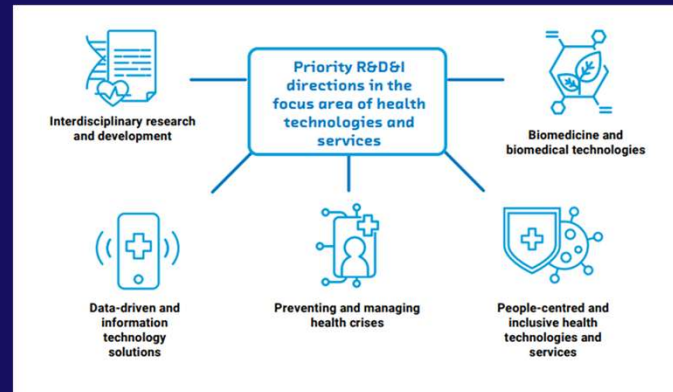 Priority R&D&I
directions in the
focus area of health
technologies and
services
Interdisciplinary research
and development
Biomedicine and
biomedical technologies
Data-driven and
information
technology
solutions
Preventing and managing
health crises
People-centred and
inclusive health
technologies and
services